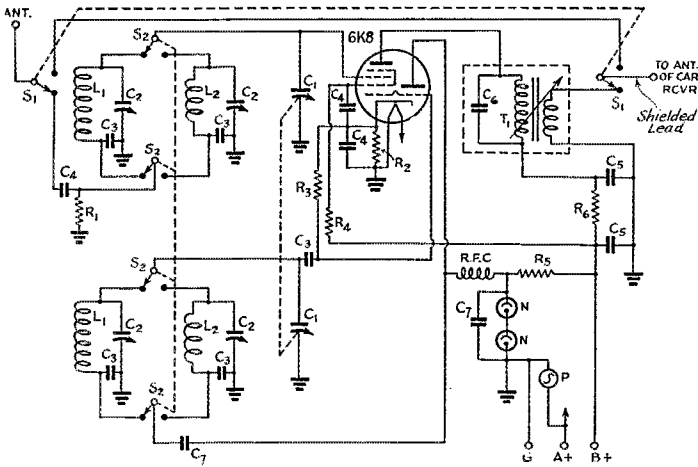 ANT.
S1
L1
C2
C3
S2
L2
C2
C3
S2
C4
R1
C1
6K8
C4
C4
R2
R3
R4
C6
T1
S1
TO ANT.
OF CAR
RCVR
Shielded
Lead
C5
R6
C5
C3
S2
L1
C2
C3
L2
C2
C3
S2
C7
C1
R.F.C
R5
C7
N
N
P
G
A+
B+